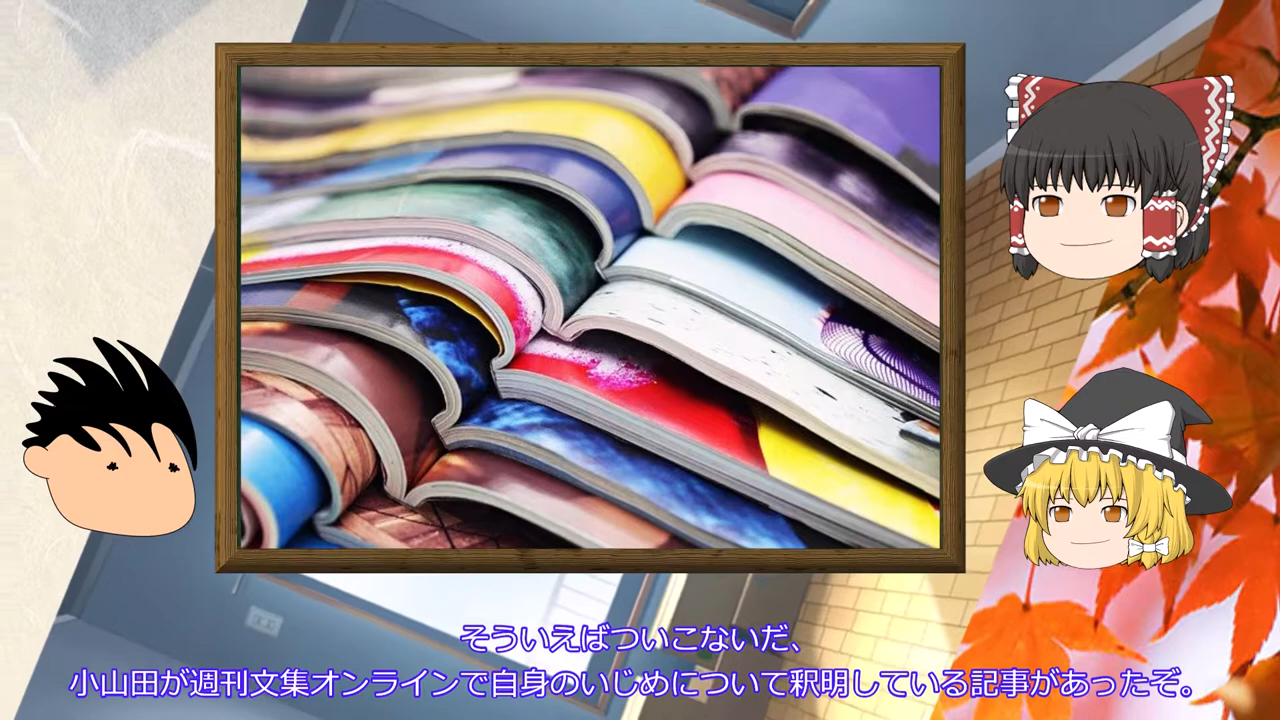 そういえばついこないだ、
小山田が週刊文集オンラインで自身のいじめについて釈明している記事があったぞ。